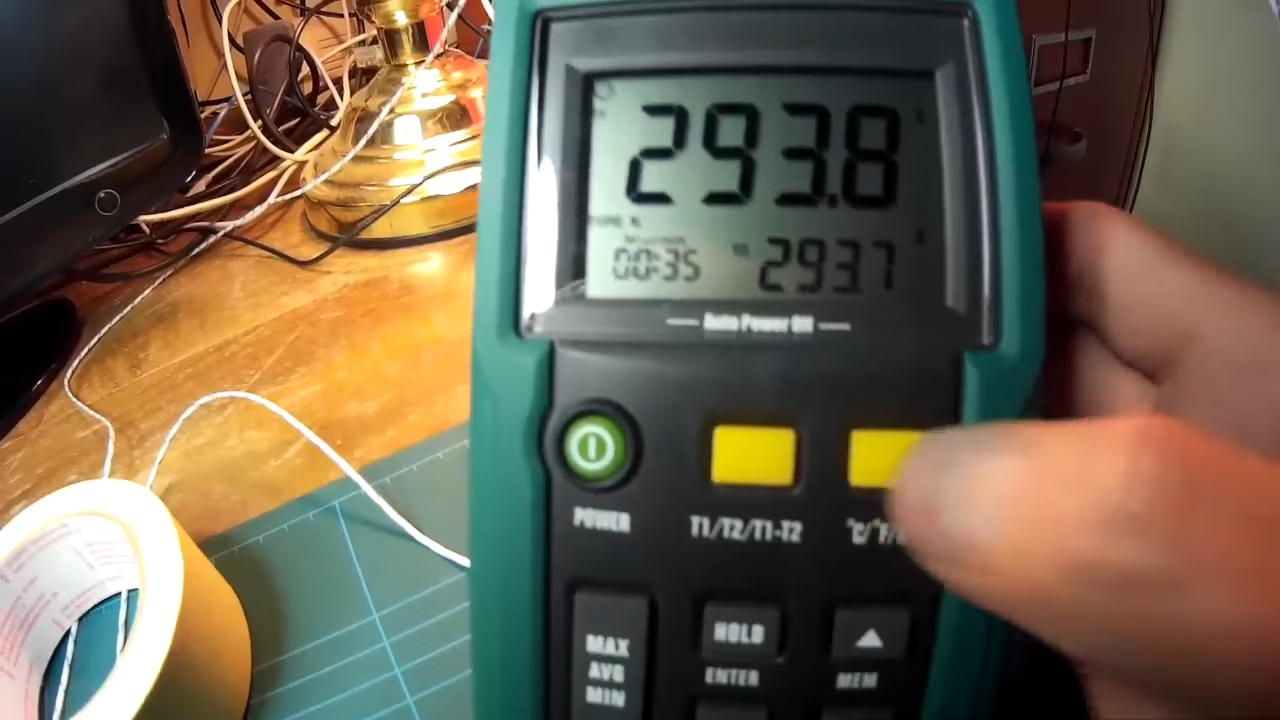 293.8
00:35 293.7
Auto Power Off
POWER
T1/T2/T1-T2
°C/°F/
MAX
AVG
MIN
HOLD
ENTER
MEM